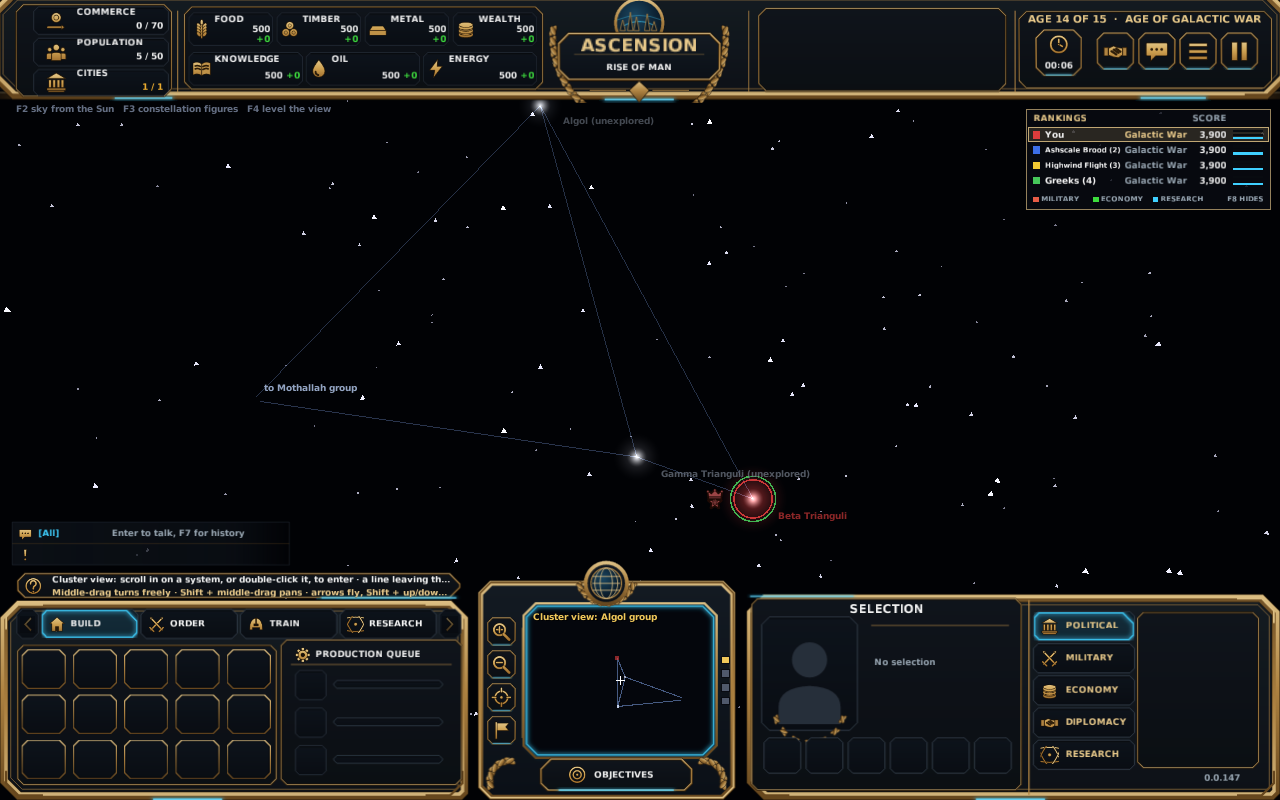 COMMERCE
0 / 70
POPULATION
5 / 50
CITIES
1 / 1
FOOD
500
+0
TIMBER
500
+0
METAL
500
+0
WEALTH
500
+0
KNOWLEDGE
500 +0
OIL
500 +0
ENERGY
500 +0
ASCENSION
RISE OF MAN
AGE 14 OF 15 · AGE OF GALACTIC WAR
00:06
F2 sky from the Sun F3 constellation figures F4 level the view
Algol (unexplored)
RANKINGS SCORE
You Galactic War 3,900
Ashscale Brood (2) Galactic War 3,900
Highwind Flight (3) Galactic War 3,900
Greeks (4) Galactic War 3,900
MILITARY ECONOMY RESEARCH F8 HIDES
to Mothallah group
Gamma Trianguli (unexplored)
Beta Trianguli
[All] Enter to talk, F7 for history
!
Cluster view: scroll in on a system, or double-click it, to enter · a line leaving th...
Middle-drag turns freely · Shift + middle-drag pans · arrows fly, Shift + up/dow...
BUILD
ORDER
TRAIN
RESEARCH
PRODUCTION QUEUE
Cluster view: Algol group
OBJECTIVES
SELECTION
No selection
POLITICAL
MILITARY
ECONOMY
DIPLOMACY
RESEARCH
0.0.147